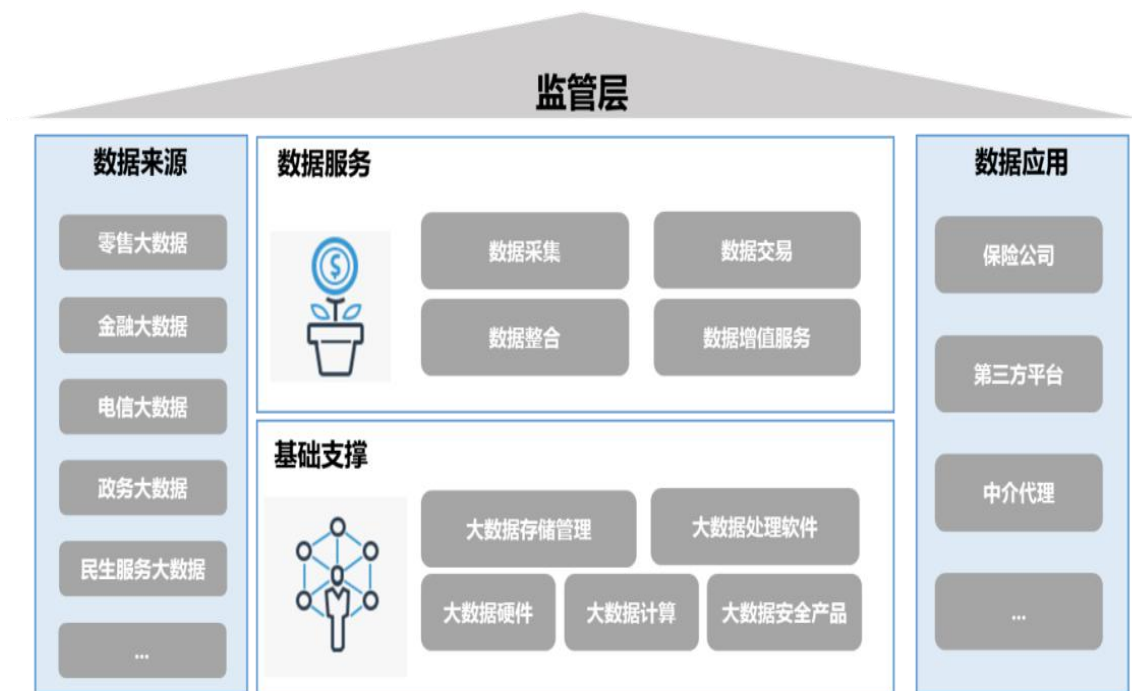 监管层
数据来源
零售大数据
金融大数据
电信大数据
政务大数据
民生服务大数据
...
数据服务
$
数据采集
数据交易
数据整合
数据增值服务
基础支撑
大数据存储管理
大数据处理软件
大数据硬件
大数据计算
大数据安全产品
数据应用
保险公司
第三方平台
中介代理
...